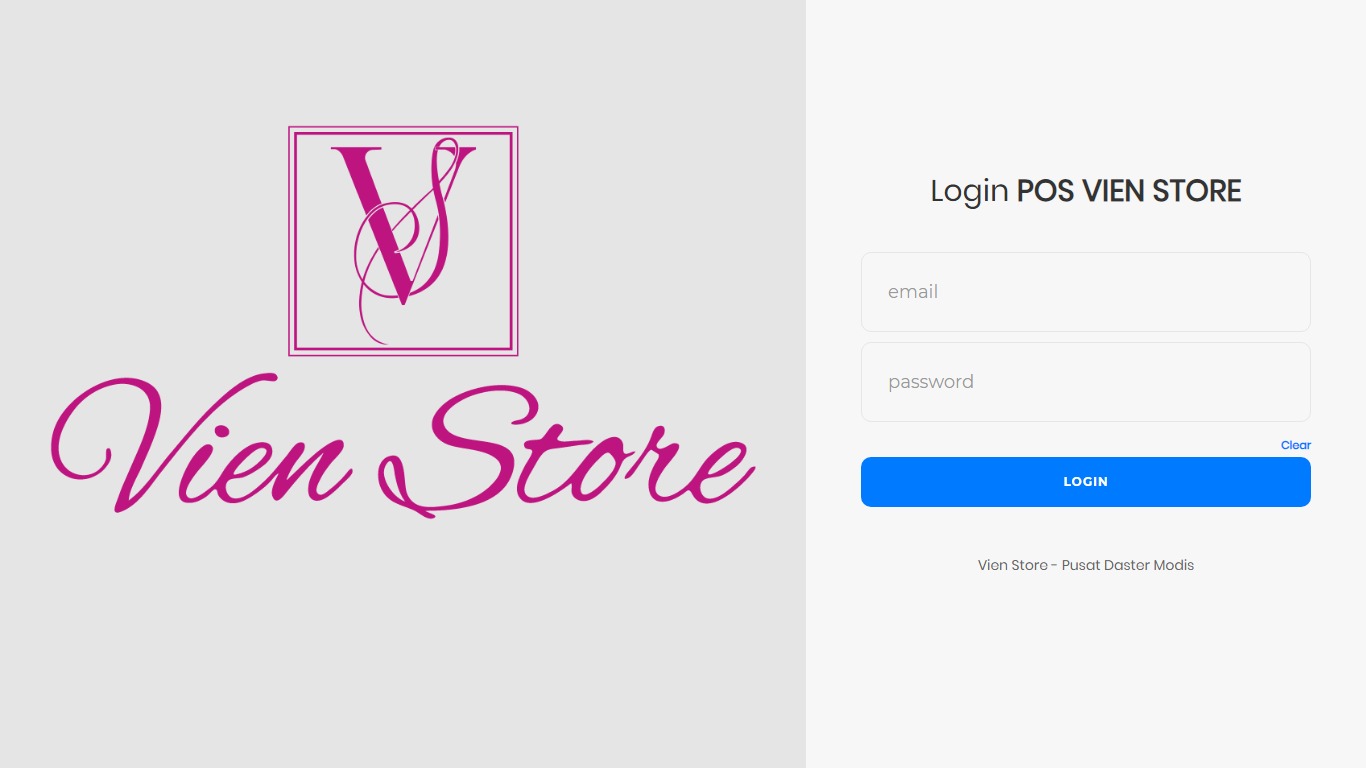 VS
Vien Store
Login POS VIEN STORE
email
password
Clear
LOGIN
Vien Store - Pusat Daster Modis